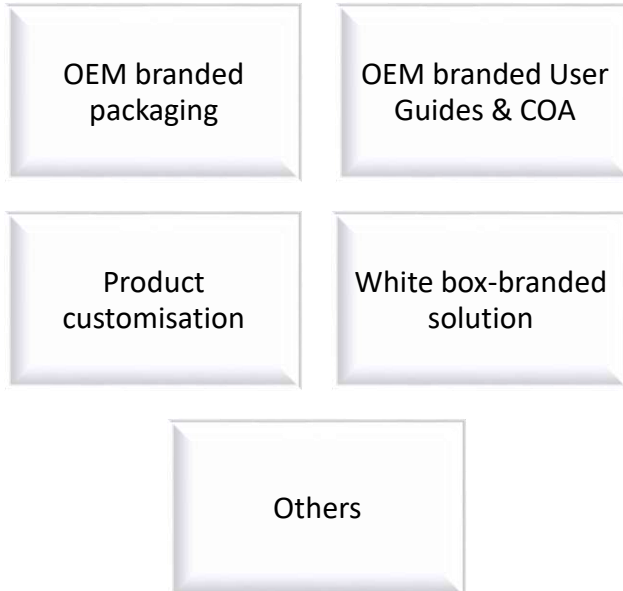 OEM branded
packaging
OEM branded User
Guides & COA
Product
customisation
White box-branded
solution
Others